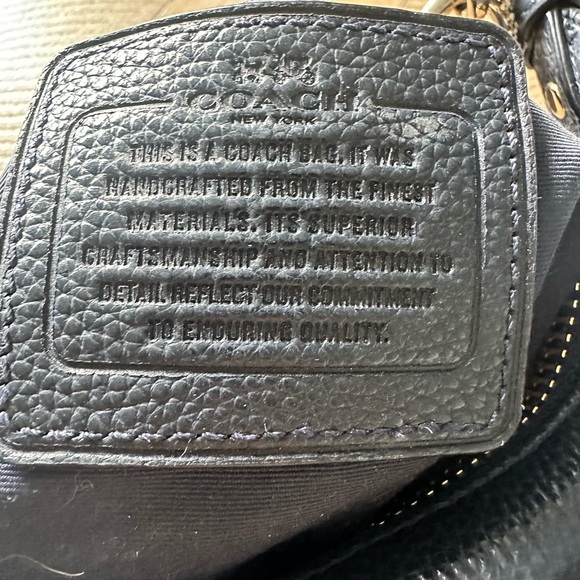 COACH
NEW YORK
THIS IS A COACH BAG. IT WAS
HANDCRAFTED FROM THE FINEST
MATERIALS. ITS SUPERIOR
CRAFTSMANSHIP AND ATTENTION TO
DETAIL REFLECT OUR COMMITMENT
TO ENDURING QUALITY.